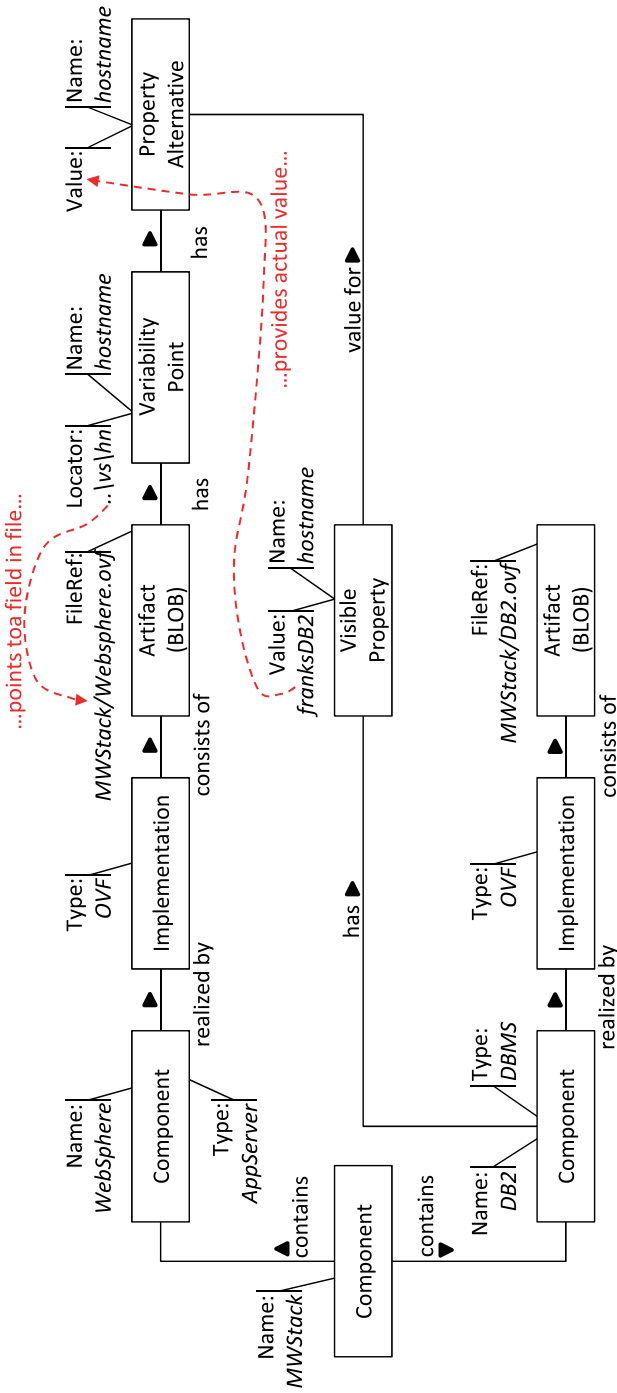 ...points toa field in file...
Name:
WebSphere
Type:
OVF
FileRef:
MWStack/Websphere.ovf
Locator:
..\vs\hn
Name:
hostname
Value:
Name:
hostname
Component
Implementation
Artifact
(BLOB)
Variability
Point
Property
Alternative
realized by
consists of
has
has
Type:
AppServer
contains
Name:
MWStack
Component
contains
has
Value:
franksDB2
Name:
hostname
Visible
Property
...provides actual value...
value for
Name:
DB2
Type:
DBMS
Type:
OVF
FileRef:
MWStack/DB2.ovf
Component
Implementation
Artifact
(BLOB)
realized by
consists of